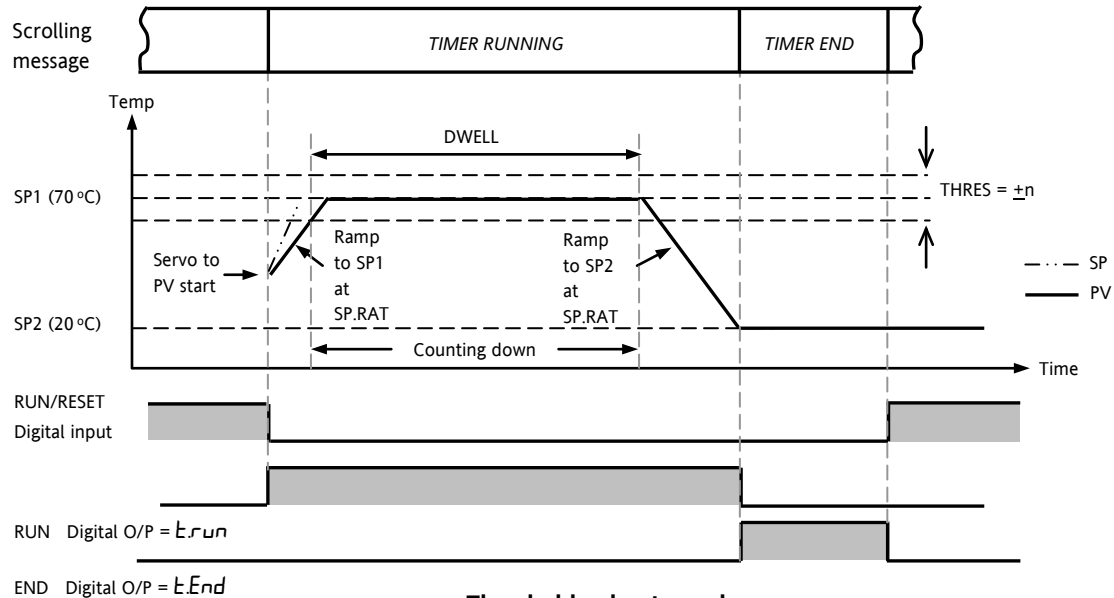 Scrolling
message
TIMER RUNNING
TIMER END
Temp
DWELL
SP1 (70 ºC)
THRES = ±n
Servo to
PV start
Ramp
to SP1
at
SP.RAT
Ramp
to SP2
at
SP.RAT
SP
PV
SP2 (20 ºC)
Counting down
Time
RUN/RESET
Digital input
RUN Digital O/P = t.run
END Digital O/P = t.End